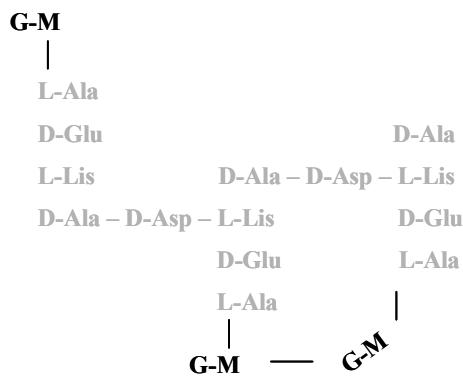 G-M
L-Ala
D-Glu D-Ala
L-Lis D-Ala – D-Asp – L-Lis
D-Ala – D-Asp – L-Lis D-Glu
D-Glu L-Ala
L-Ala
G-M G-M